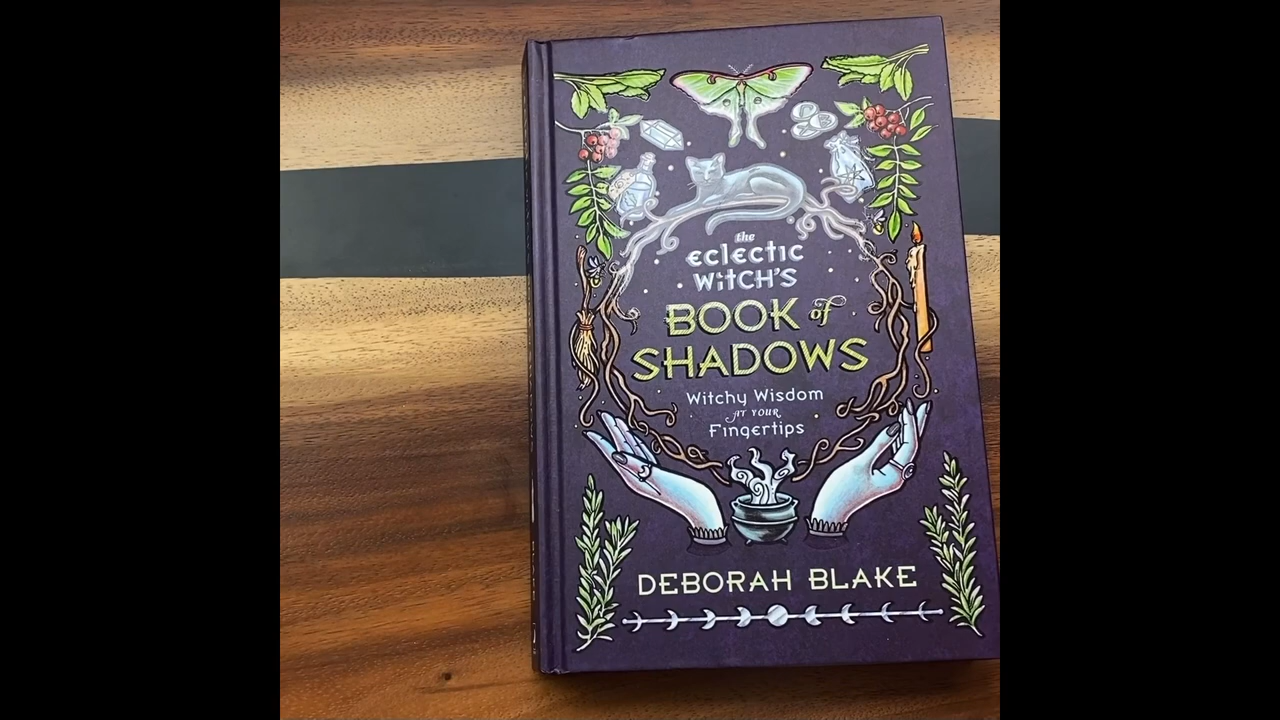 the
eclectic
witch's
BOOK of
SHADOWS
Witchy Wisdom
AT YOUR
Fingertips
DEBORAH BLAKE